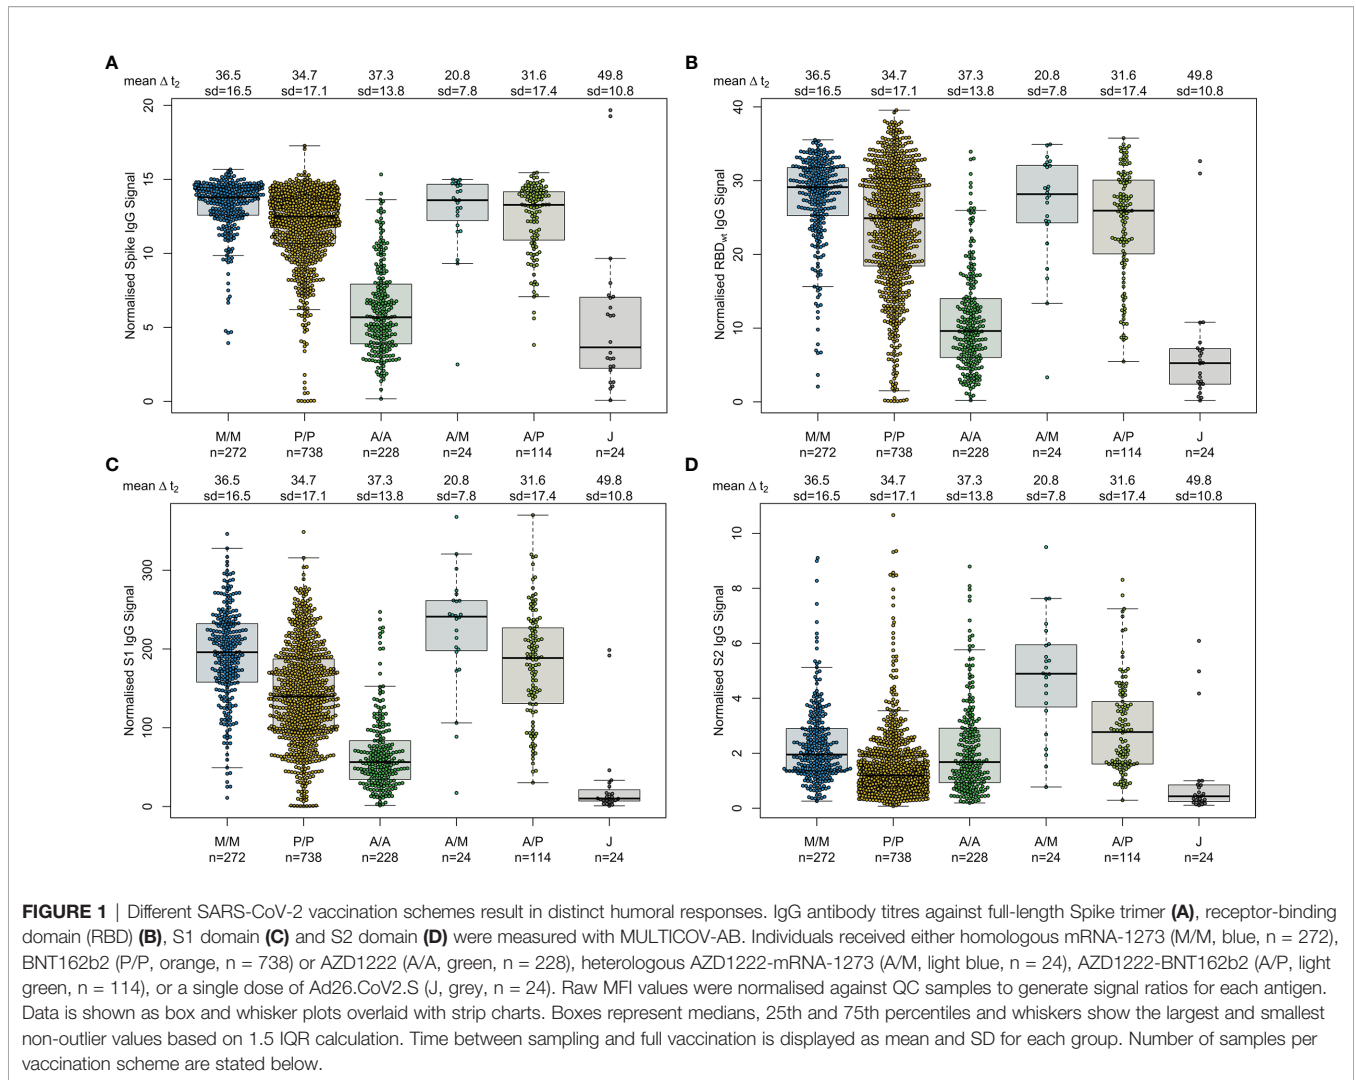 A
mean Δ t2
36.5 34.7 37.3 20.8 31.6 49.8
sd=16.5 sd=17.1 sd=13.8 sd=7.8 sd=17.4 sd=10.8
Normalised Spike IgG Signal
20
15
10
5
0
M/M P/P A/A A/M A/P J
n=272 n=738 n=228 n=24 n=114 n=24
B
mean Δ t2
36.5 34.7 37.3 20.8 31.6 49.8
sd=16.5 sd=17.1 sd=13.8 sd=7.8 sd=17.4 sd=10.8
Normalised RBDwt IgG Signal
40
30
20
10
0
M/M P/P A/A A/M A/P J
n=272 n=738 n=228 n=24 n=114 n=24
C
mean Δ t2
36.5 34.7 37.3 20.8 31.6 49.8
sd=16.5 sd=17.1 sd=13.8 sd=7.8 sd=17.4 sd=10.8
Normalised S1 IgG Signal
300
200
100
0
M/M P/P A/A A/M A/P J
n=272 n=738 n=228 n=24 n=114 n=24
D
mean Δ t2
36.5 34.7 37.3 20.8 31.6 49.8
sd=16.5 sd=17.1 sd=13.8 sd=7.8 sd=17.4 sd=10.8
Normalised S2 IgG Signal
10
8
6
4
2
0
M/M P/P A/A A/M A/P J
n=272 n=738 n=228 n=24 n=114 n=24
FIGURE 1 | Different SARS-CoV-2 vaccination schemes result in distinct humoral responses. IgG antibody titres against full-length Spike trimer (A), receptor-binding
domain (RBD) (B), S1 domain (C) and S2 domain (D) were measured with MULTICOV-AB. Individuals received either homologous mRNA-1273 (M/M, blue, n = 272),
BNT162b2 (P/P, orange, n = 738) or AZD1222 (A/A, green, n = 228), heterologous AZD1222-mRNA-1273 (A/M, light blue, n = 24), AZD1222-BNT162b2 (A/P, light
green, n = 114), or a single dose of Ad26.CoV2.S (J, grey, n = 24). Raw MFI values were normalised against QC samples to generate signal ratios for each antigen.
Data is shown as box and whisker plots overlaid with strip charts. Boxes represent medians, 25th and 75th percentiles and whiskers show the largest and smallest
non-outlier values based on 1.5 IQR calculation. Time between sampling and full vaccination is displayed as mean and SD for each group. Number of samples per
vaccination scheme are stated below.